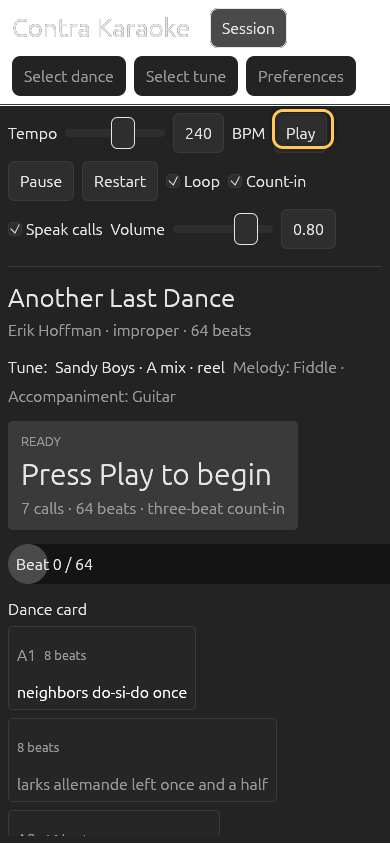 Contra Karaoke Session
Select dance Select tune Preferences
Tempo 240 BPM Play
Pause Restart Loop Count-in
Speak calls Volume 0.80
Another Last Dance
Erik Hoffman · improper · 64 beats
Tune: Sandy Boys · A mix · reel Melody: Fiddle ·
Accompaniment: Guitar
READY
Press Play to begin
7 calls · 64 beats · three-beat count-in
Beat 0 / 64
Dance card
A1 8 beats
neighbors do-si-do once
8 beats
larks allemande left once and a half